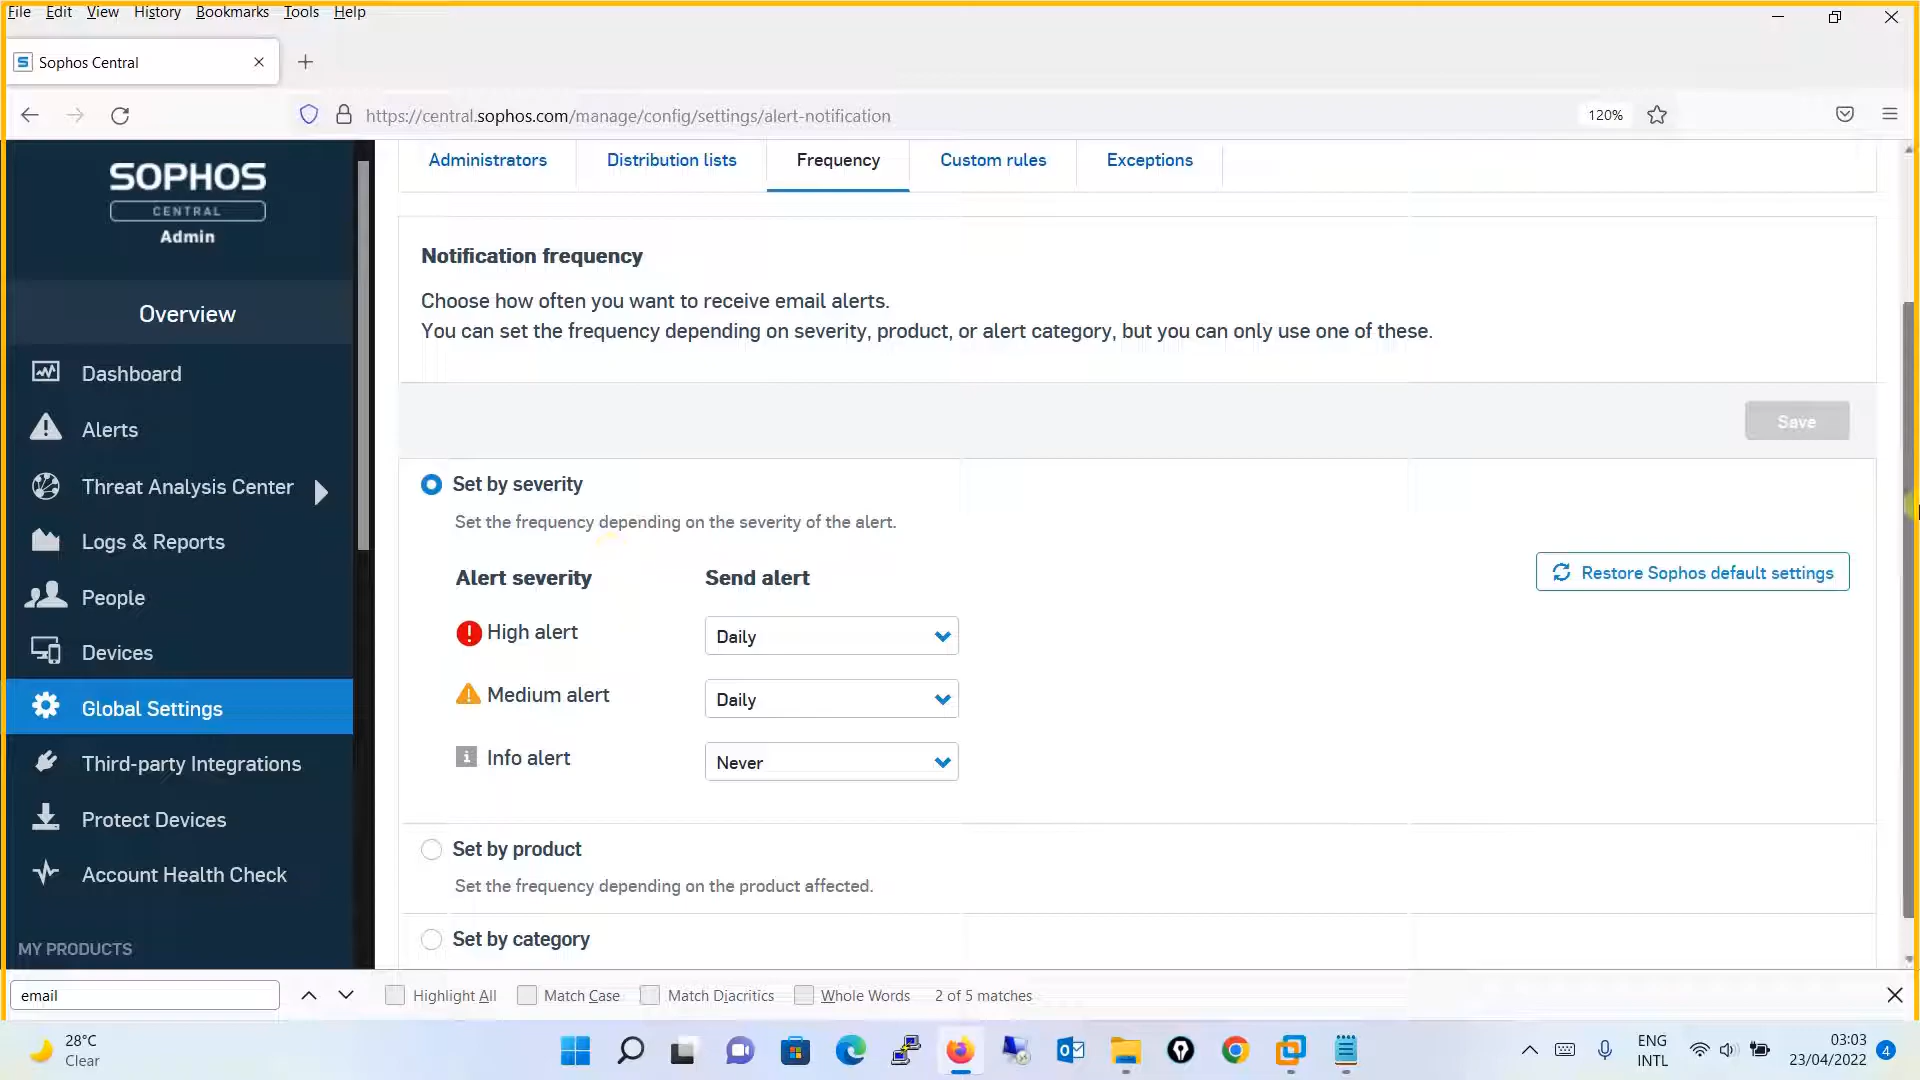 File Edit View History Bookmarks Tools Help
Sophos Central
https://central.sophos.com/manage/config/settings/alert-notification
120%
SOPHOS
CENTRAL
Admin
Overview
Dashboard
Alerts
Threat Analysis Center
Logs & Reports
People
Devices
Global Settings
Third-party Integrations
Protect Devices
Account Health Check
MY PRODUCTS
Administrators Distribution lists Frequency Custom rules Exceptions
Notification frequency
Choose how often you want to receive email alerts.
You can set the frequency depending on severity, product, or alert category, but you can only use one of these.
Save
Set by severity
Set the frequency depending on the severity of the alert.
Restore Sophos default settings
Alert severity Send alert
High alert Daily
Medium alert Daily
Info alert Never
Set by product
Set the frequency depending on the product affected.
Set by category
email Highlight All Match Case Match Diacritics Whole Words 2 of 5 matches
28°C
Clear
ENG
INTL
03:03
23/04/2022
4